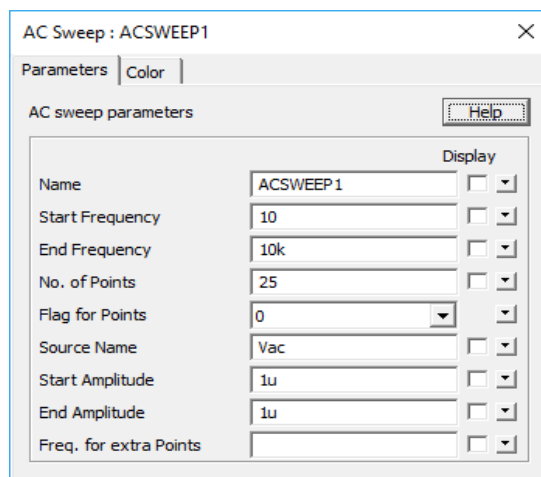 AC Sweep : ACSWEEP1
Parameters Color
AC sweep parameters Help
Display
Name ACSWEEP1
Start Frequency 10
End Frequency 10k
No. of Points 25
Flag for Points 0
Source Name Vac
Start Amplitude 1u
End Amplitude 1u
Freq. for extra Points